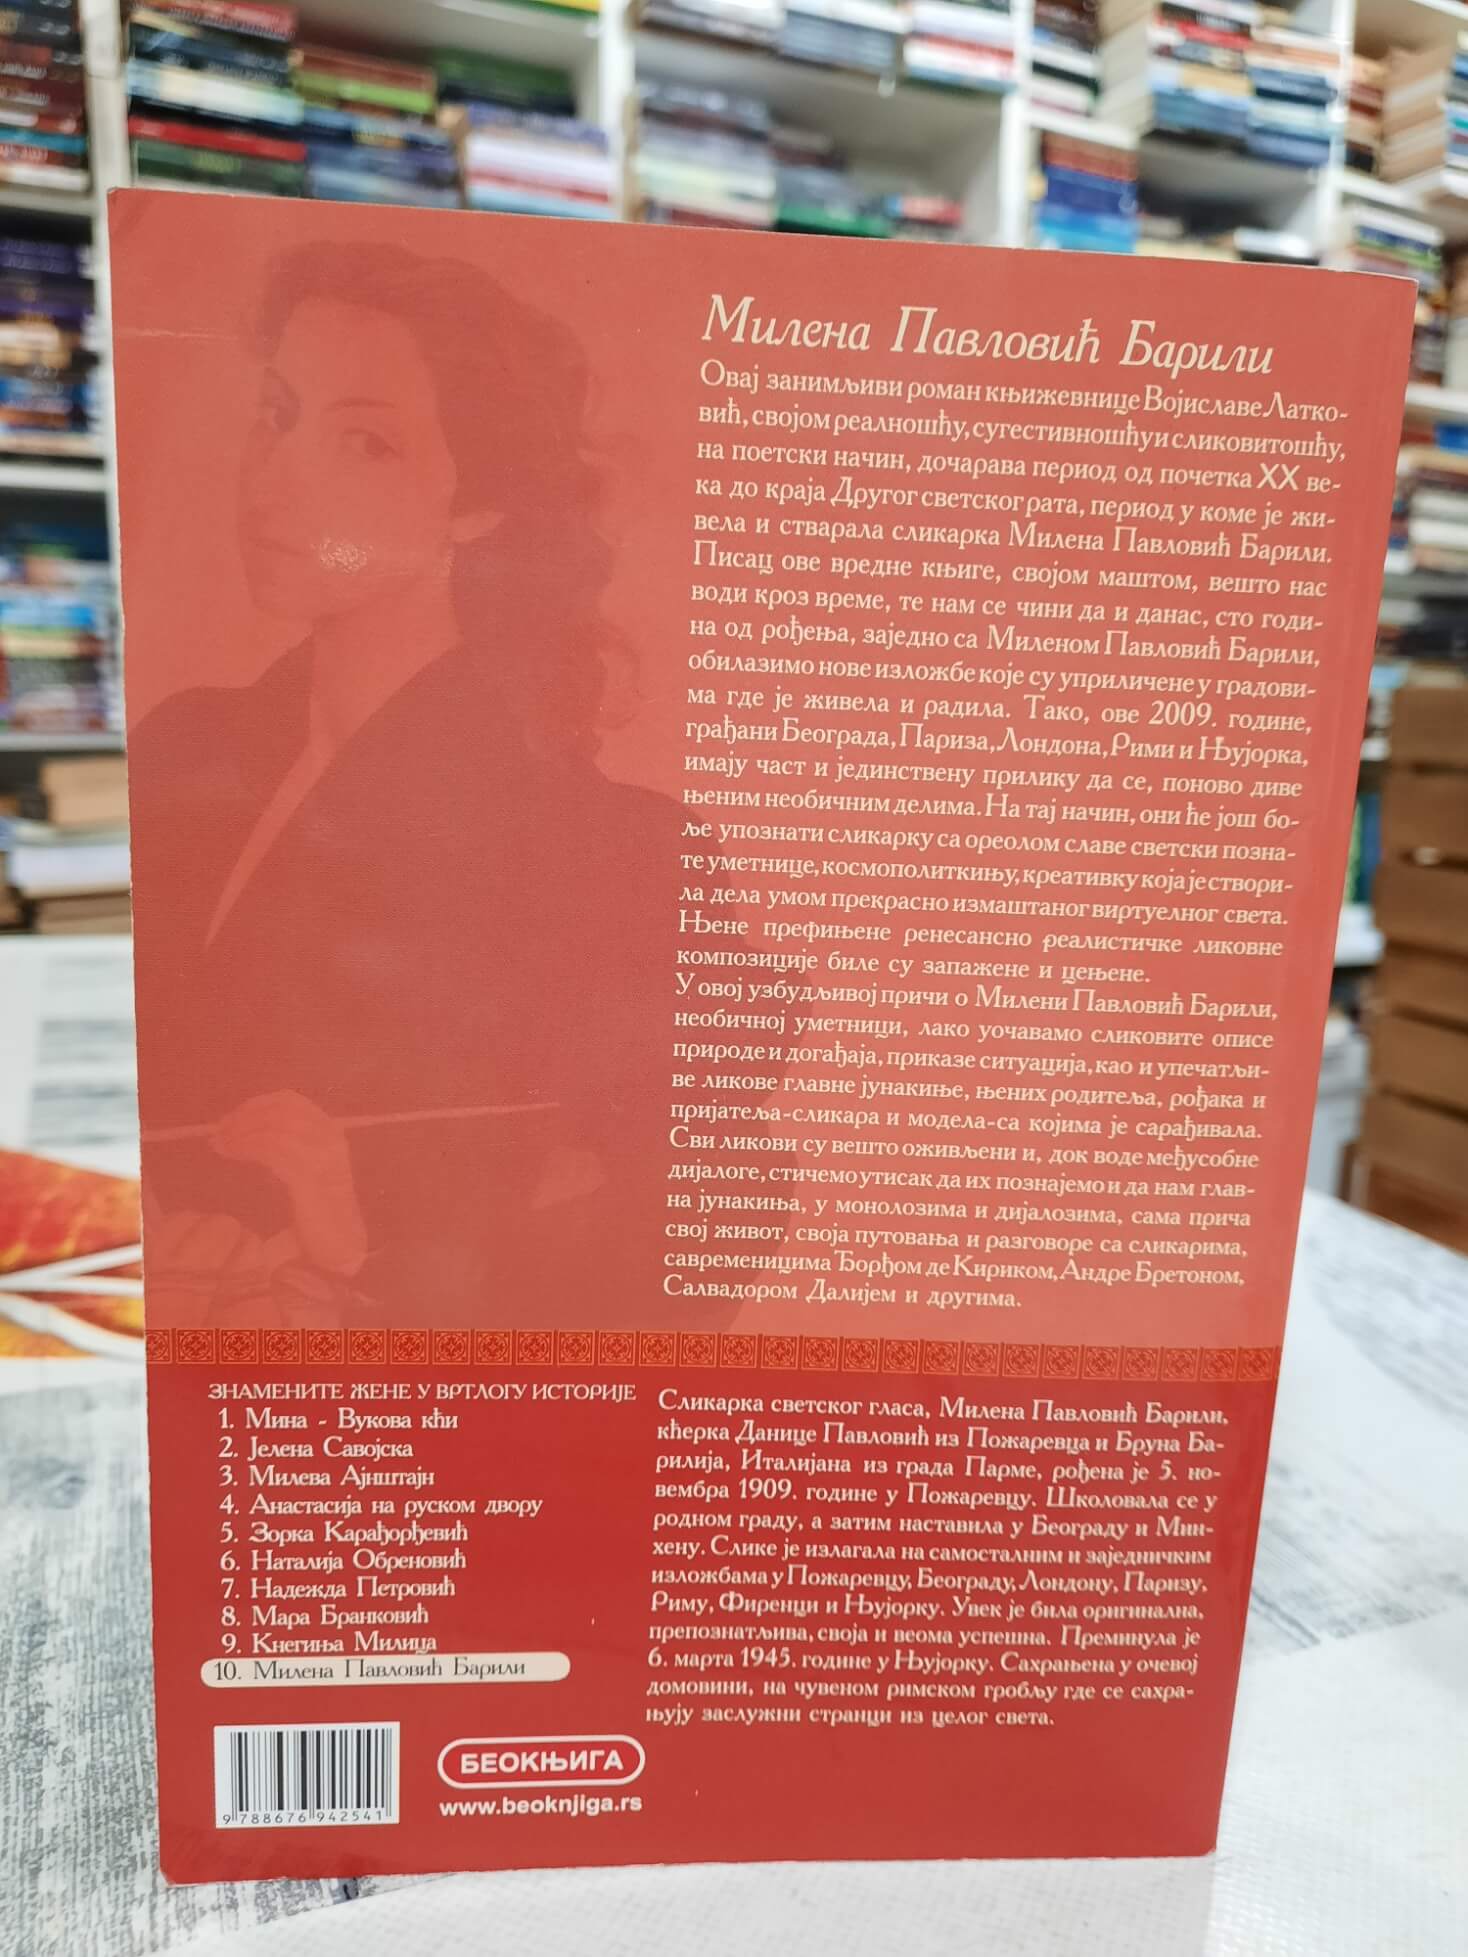 Милена Павловић Барили
Овај занимљиви роман књижевнице Војиславе Латко-
вић, својом реалношћу, сугестивношћу и сликовитошћу,
на поетски начин, дочарава период од почетка XX ве-
ка до краја Другог светског рата, период у коме је жи-
вела и стварала сликарка Милена Павловић Барили.
Писац ове вредне књиге, својом маштом, вешто нас
води кроз време, те нам се чини да и данас, сто годи-
на од рођења, заједно са Миленом Павловић Барили,
обилазимо нове изложбе које су уприличене у градови-
ма где је живела и радила. Тако, ове 2009. године,
грађани Београда, Париза, Лондона, Рими и Њујорка,
имају част и јединствену прилику да се, поново диве
њеним необичним делима. На тај начин, они ће још бо-
ље упознати сликарку са ореолом славе светски позна-
те уметнице, космополиткињу, креативку која је створи-
ла дела умом прекрасно измаштаног виртуелног света.
Њене префињене ренесансно реалистичке ликовне
композиције биле су запажене и цењене.
У овој узбудљивој причи о Милени Павловић Барили,
необичној уметници, лако уочавамо сликовите описе
природе и догађаја, приказе ситуација, као и упечатљи-
ве ликове главне јунакиње, њених родитеља, рођака и
пријатеља-сликара и модела-са којима је сарађивала.
Сви ликови су вешто оживљени и, док воде међусобне
дијалоге, стичемо утисак да их познајемо и да нам глав-
на јунакиња, у монолозима и дијалозима, сама прича
свој живот, своја путовања и разговоре са сликарима,
савременицима Ђорђом де Кириком, Андре Бретоном,
Салвадором Далијем и другима.
ЗНАМЕНИТЕ ЖЕНЕ У ВРТЛОГУ ИСТОРИЈЕ
1. Мина - Вукова кћи
2. Јелена Савојска
3. Милева Ајнштајн
4. Анастасија на руском двору
5. Зорка Карађорђевић
6. Наталија Обреновић
7. Надежда Петровић
8. Мара Бранковић
9. Кнегиња Милица
10. Милена Павловић Барили
Сликарка светског гласа, Милена Павловић Барили,
кћерка Данице Павловић из Пожаревца и Бруна Ба-
рилија, Италијана из града Парме, рођена је 5. но-
вембра 1909. године у Пожаревцу. Школовала се у
родном граду, а затим наставила у Београду и Мин-
хену. Слике је излагала на самосталним и заједничким
изложбама у Пожаревцу, Београду, Лондону, Паризу,
Риму, Фиренци и Њујорку. Увек је била оригинална,
препознатљива, своја и веома успешна. Преминула је
6. марта 1945. године у Њујорку. Сахрањена у очевој
домовини, на чувеном римском гробљу где се сахра-
њују заслужни странци из целог света.
9 788676 942541
БЕОКЊИГА
www.beoknjiga.rs